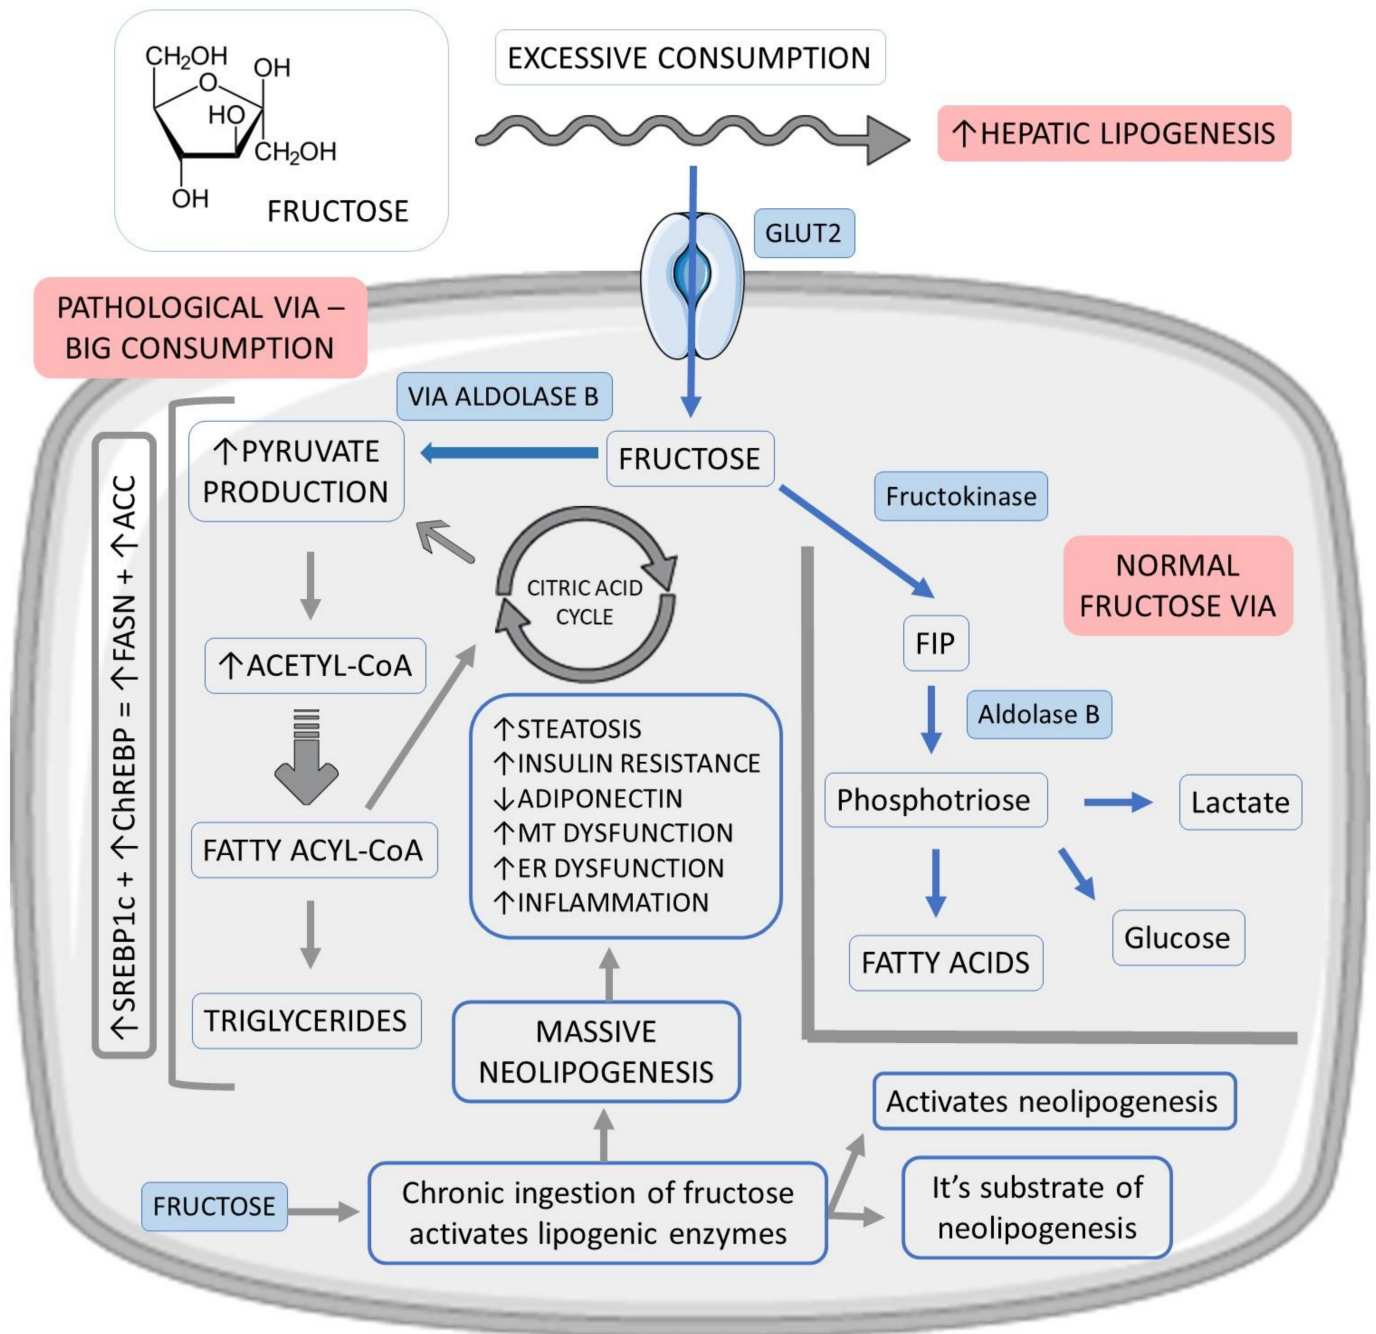 CH₂OH
O
OH
HO
CH₂OH
OH
FRUCTOSE
EXCESSIVE CONSUMPTION
↑HEPATIC LIPOGENESIS
GLUT2
PATHOLOGICAL VIA –
BIG CONSUMPTION
VIA ALDOLASE B
↑PYRUVATE
PRODUCTION
FRUCTOSE
Fructokinase
NORMAL
FRUCTOSE VIA
CITRIC ACID
CYCLE
FIP
↑ACETYL-CoA
Aldolase B
↑STEATOSIS
↑INSULIN RESISTANCE
↓ADIPONECTIN
↑MT DYSFUNCTION
↑ER DYSFUNCTION
↑INFLAMMATION
Phosphotriose
Lactate
FATTY ACYL-CoA
Glucose
FATTY ACIDS
TRIGLYCERIDES
↑SREBP1c + ↑ChREBP = ↑FASN + ↑ACC
MASSIVE
NEOLIPOGENESIS
Activates neolipogenesis
FRUCTOSE
Chronic ingestion of fructose
activates lipogenic enzymes
It’s substrate of
neolipogenesis